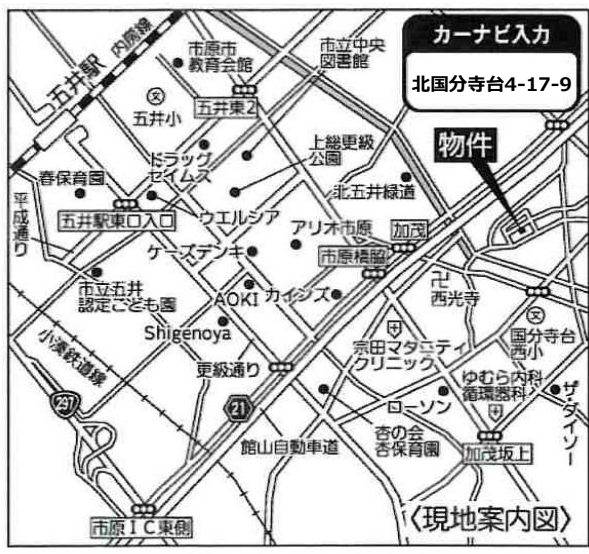 カーナビ入力
北国分寺台4-17-9
内房線
五井駅
市原市
教育会館
市立中央
図書館
五井小
五井東2
ドラッグ
セイムス
上総更級
公園
物件
春保育園
北五井緑道
平成通り
五井駅東口入口
ウエルシア
アリオ市原
加茂
ケーズデンキ
市原橋脇
市立五井
認定こども園
AOKI
カインズ
卍
西光寺
Shigenoya
小湊鉄道線
更級通り
宗田マタニティ
クリニック
国分寺台
西小
ゆむら内科
循環器科
ザ・ダイソー
297
21
ローソン
館山自動車道
杏の会
杏保育園
加茂坂上
市原IC東側
〈現地案内図〉